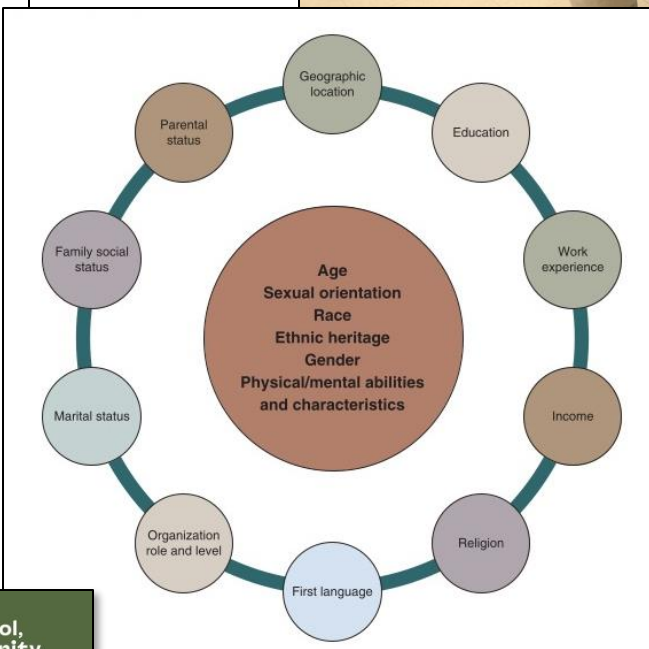 Geographic
location
Education
Work
experience
Income
Religion
First language
Organization
role and level
Marital status
Family social
status
Parental
status
Age
Sexual orientation
Race
Ethnic heritage
Gender
Physical/mental abilities
and characteristics